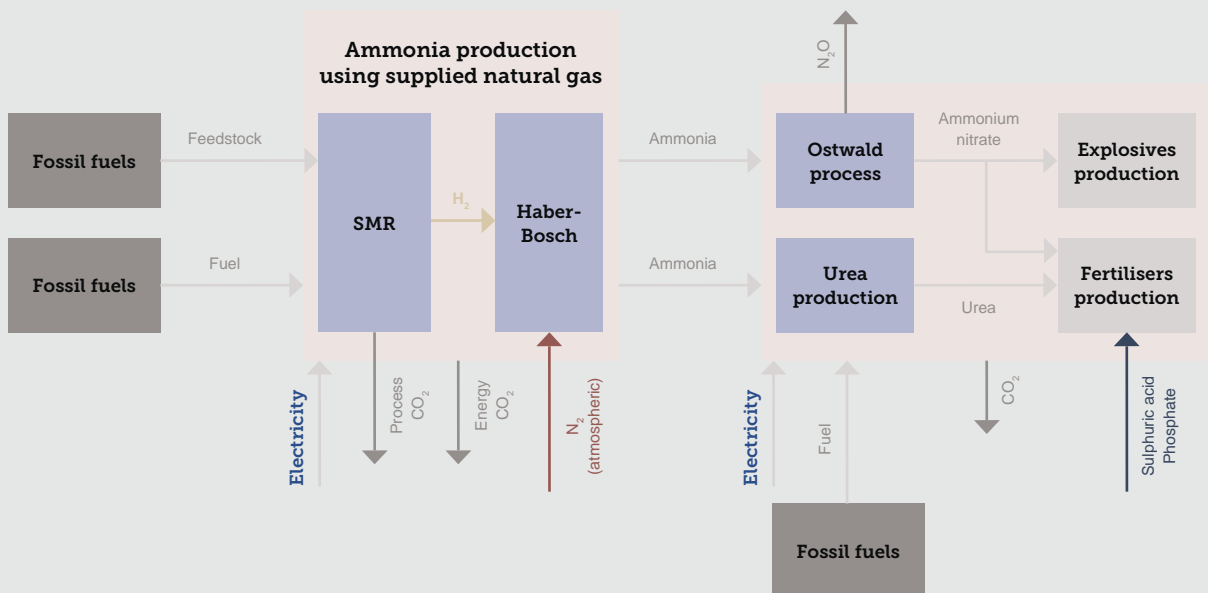 Ammonia production
using supplied natural gas
N₂O
Fossil fuels
Feedstock
SMR
H₂
Haber-
Bosch
Ammonia
Ostwald
process
Ammonium
nitrate
Explosives
production
Fossil fuels
Fuel
Ammonia
Urea
production
Urea
Fertilisers
production
Electricity
Process
CO₂
Energy
CO₂
N₂
(atmospheric)
Electricity
Fuel
CO₂
Sulphuric acid
Phosphate
Fossil fuels